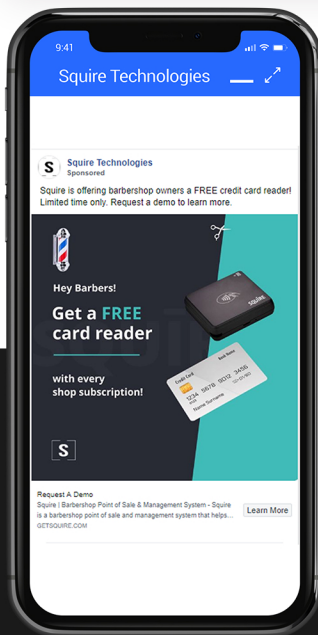 9:41
Squire Technologies
S
Squire Technologies
Sponsored
Squire is offering barbershop owners a FREE credit card reader!
Limited time only. Request a demo to learn more.
Hey Barbers!
Get a FREE
card reader
with every
shop subscription!
SQUIRE
Credit Card
Bank Name
1234 5678 9012 3456
Name Surname
S
Request A Demo
Squire | Barbershop Point of Sale & Management System - Squire
is a barbershop point of sale and management system that helps...
GETSQUIRE.COM
Learn More